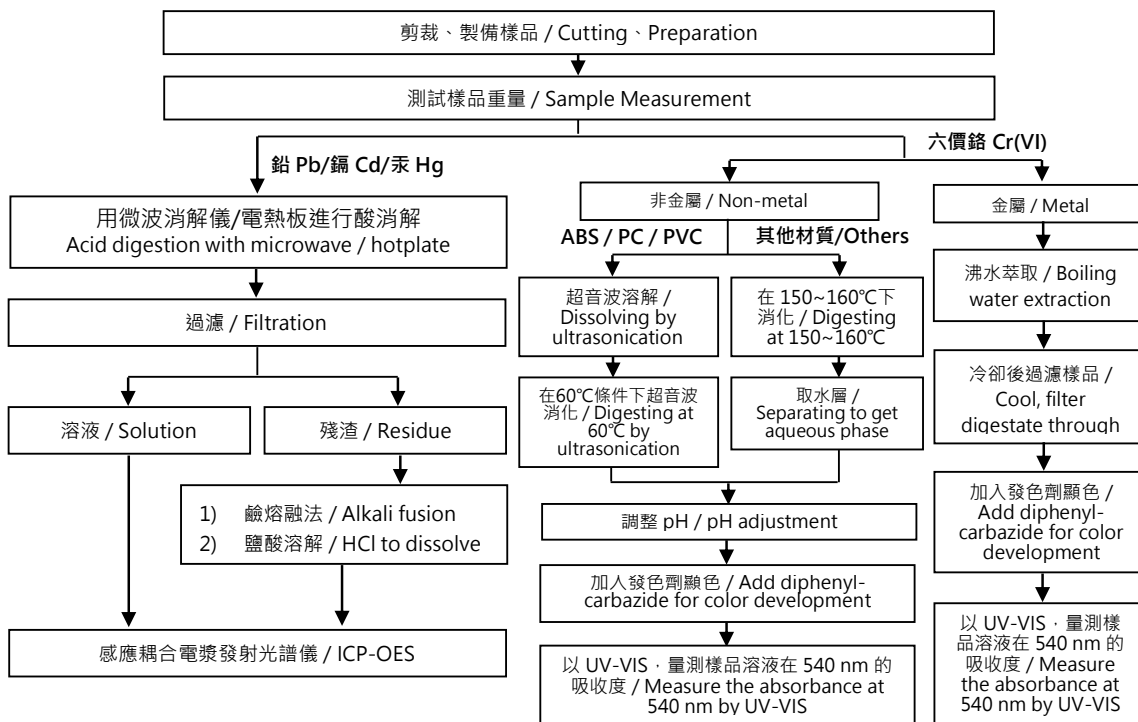 剪裁、製備樣品 / Cutting、Preparation
測試樣品重量 / Sample Measurement
鉛 Pb/鎘 Cd/汞 Hg
六價鉻 Cr(VI)
用微波消解儀/電熱板進行酸消解
Acid digestion with microwave / hotplate
過濾 / Filtration
溶液 / Solution
殘渣 / Residue
1) 鹼熔融法 / Alkali fusion
2) 鹽酸溶解 / HCl to dissolve
感應耦合電漿發射光譜儀 / ICP-OES
非金屬 / Non-metal
ABS / PC / PVC
其他材質/Others
超音波溶解 /
Dissolving by
ultrasonication
在60℃條件下超音波
消化 / Digesting at
60℃ by
ultrasonication
在 150~160℃下
消化 / Digesting
at 150~160℃
取水層 /
Separating to get
aqueous phase
調整 pH / pH adjustment
加入發色劑顯色 / Add diphenyl-
carbazide for color development
以 UV-VIS，量測樣品溶液在 540 nm 的
吸收度 / Measure the absorbance at
540 nm by UV-VIS
金屬 / Metal
沸水萃取 / Boiling
water extraction
冷卻後過濾樣品 /
Cool, filter
digestate through
加入發色劑顯色 /
Add diphenyl-
carbazide for color
development
以 UV-VIS，量測樣
品溶液在 540 nm 的
吸收度 / Measure
the absorbance at
540 nm by UV-VIS